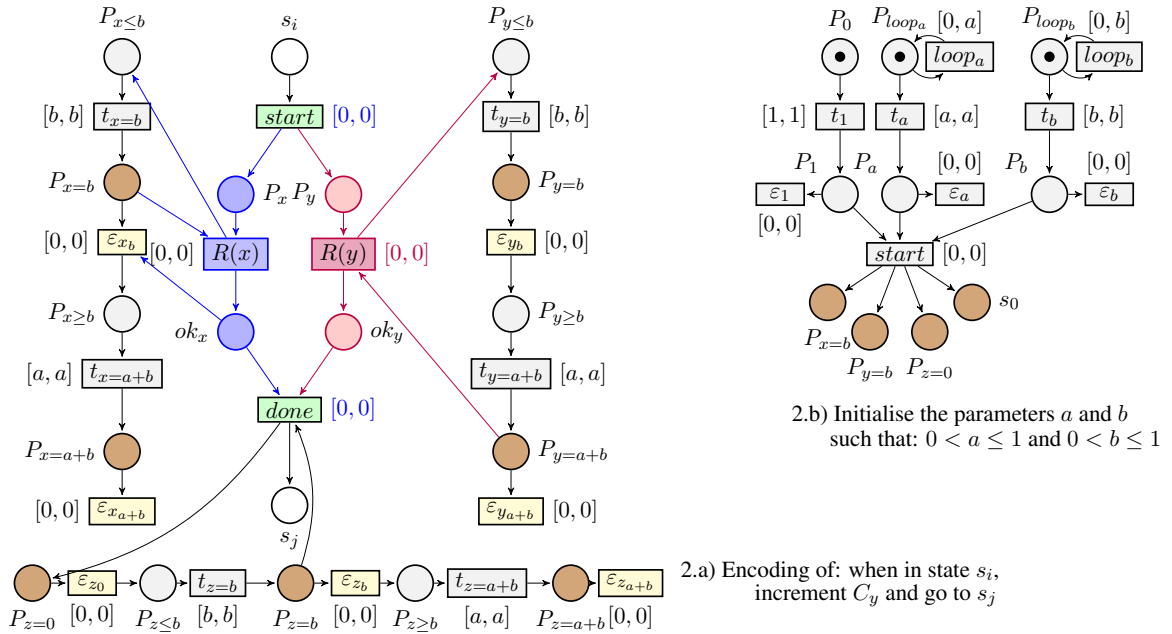 P_{x≤b} s_i P_{y≤b} P_0 P_{loop_a} [0, a] P_{loop_b} [0, b]
loop_a loop_b
[b, b] t_{x=b} start [0, 0] t_{y=b} [b, b] [1, 1] t_1 t_a [a, a] t_b [b, b]
P_{x=b} P_x P_y P_{y=b} P_1 P_a [0, 0] P_b [0, 0]
ε_1 ε_a ε_b
[0, 0]
[0, 0] ε_{x_b} [0, 0] R(x) R(y) [0, 0] ε_{y_b} [0, 0] start [0, 0]
P_{x≥b} ok_x ok_y P_{y≥b} s_0
P_{x=b} P_{y=b} P_{z=0}
[a, a] t_{x=a+b} t_{y=a+b} [a, a]
done [0, 0]
2.b) Initialise the parameters a and b
such that: 0 < a ≤ 1 and 0 < b ≤ 1
P_{x=a+b} P_{y=a+b}
[0, 0] ε_{x_{a+b}} ε_{y_{a+b}} [0, 0]
s_j
ε_{z_0} t_{z=b} ε_{z_b} t_{z=a+b} ε_{z_{a+b}}
P_{z=0} [0, 0] P_{z≤b} [b, b] P_{z=b} [0, 0] P_{z≥b} [a, a] P_{z=a+b} [0, 0]
2.a) Encoding of: when in state s_i,
increment C_y and go to s_j